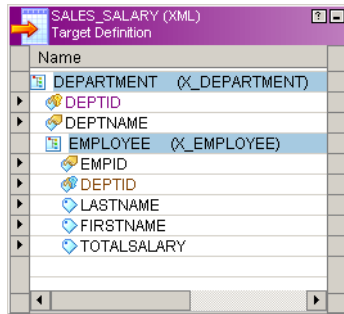 SALES_SALARY (XML)
Target Definition
Name
DEPARTMENT (X_DEPARTMENT)
DEPTID
DEPTNAME
EMPLOYEE (X_EMPLOYEE)
EMPID
DEPTID
LASTNAME
FIRSTNAME
TOTALSALARY